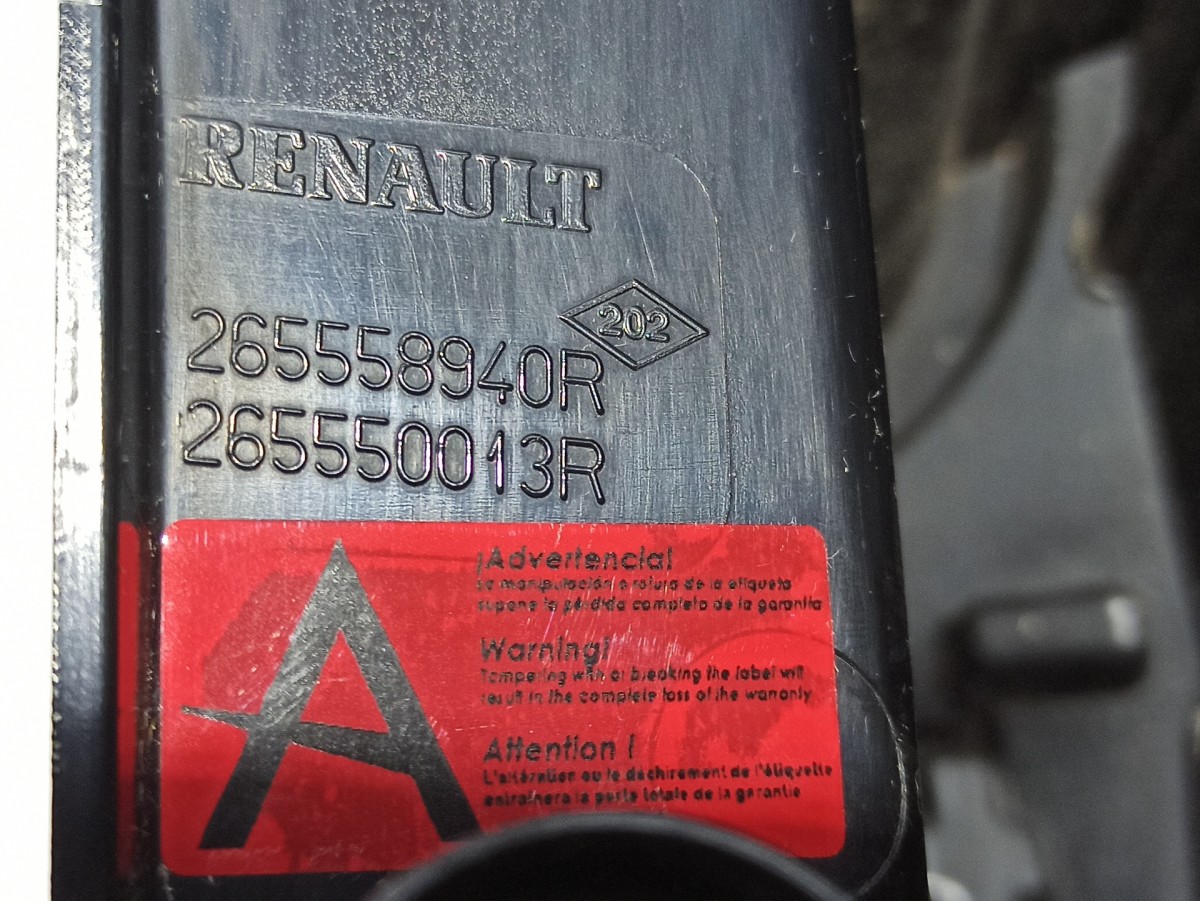 RENAULT
202
265558940R
265550013R
A
¡Advertencia!
La manipulación o rotura de la etiqueta
supone la pérdida completa de la garantía
Warning!
Tampering with or breaking the label will
result in the complete loss of the warranty
Attention !
L'altération ou le déchirement de l'étiquette
entraînera la perte totale de la garantie